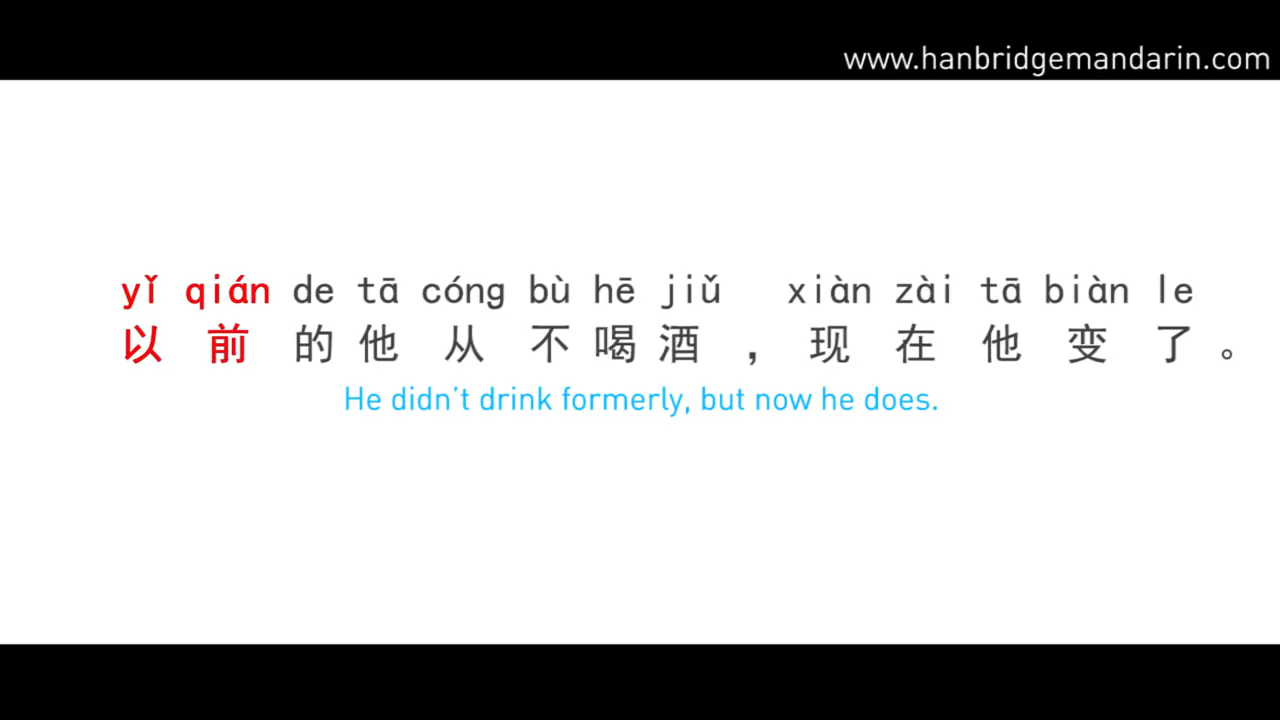 www.hanbridgemandarin.com
yǐ qián de tā cóng bù hē jiǔ xiàn zài tā biàn le
以前的他从不喝酒，现在他变了。
He didn't drink formerly, but now he does.